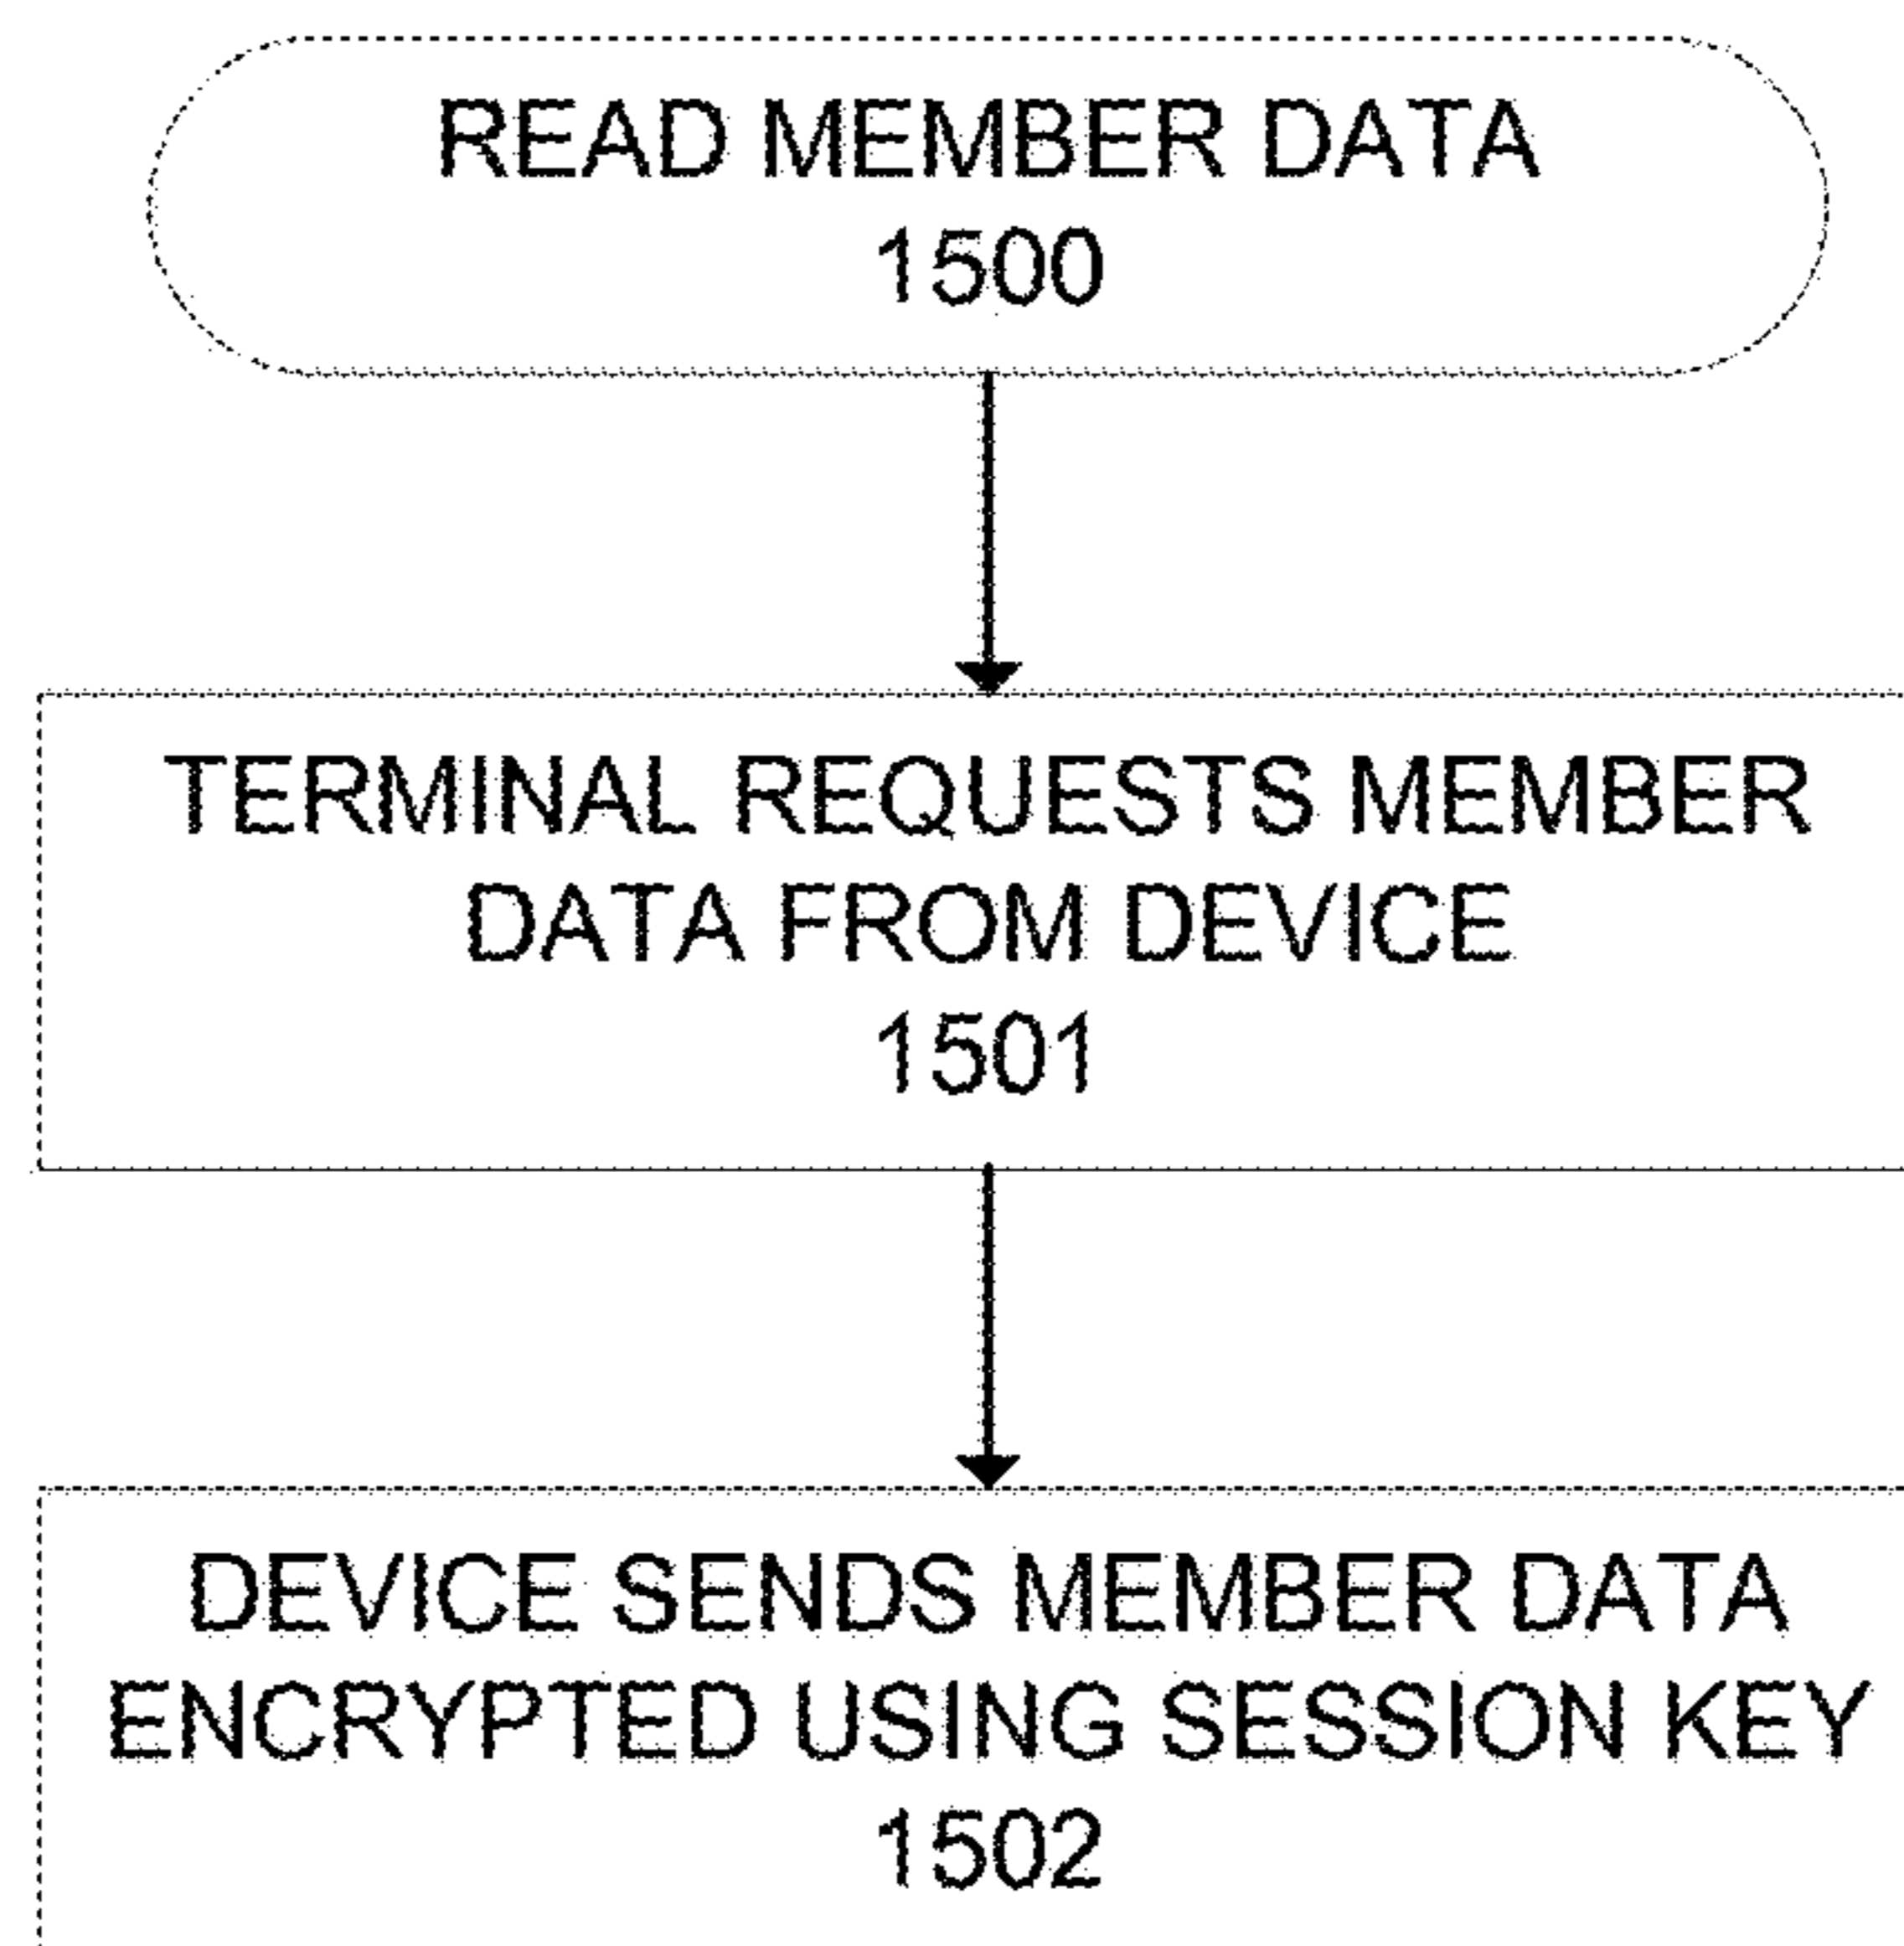 READ MEMBER DATA
1500
TERMINAL REQUESTS MEMBER
DATA FROM DEVICE
1501
DEVICE SENDS MEMBER DATA
ENCRYPTED USING SESSION KEY
1502